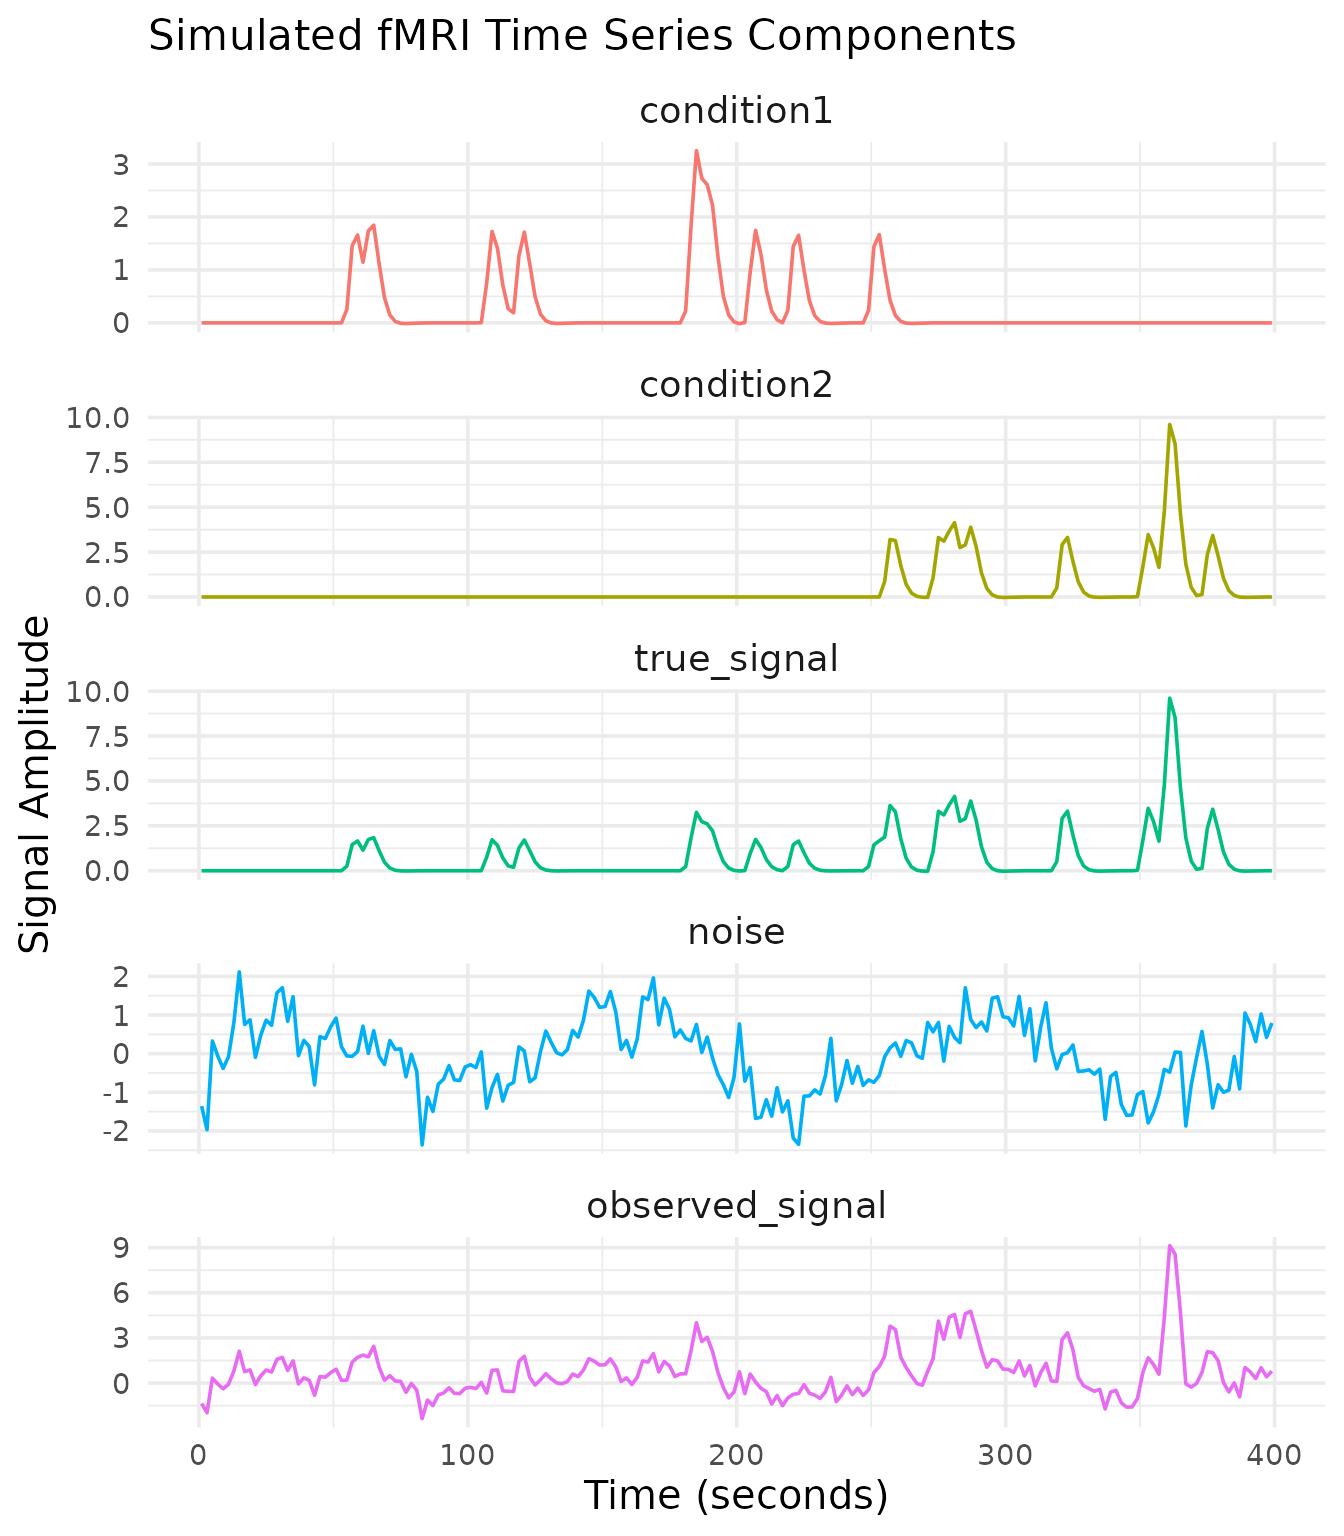 Simulated fMRI Time Series Components
condition1
3
2
1
0
condition2
10.0
7.5
5.0
2.5
0.0
true_signal
10.0
7.5
5.0
2.5
0.0
noise
2
1
0
-1
-2
observed_signal
9
6
3
0
0 100 200 300 400
Time (seconds)
Signal Amplitude